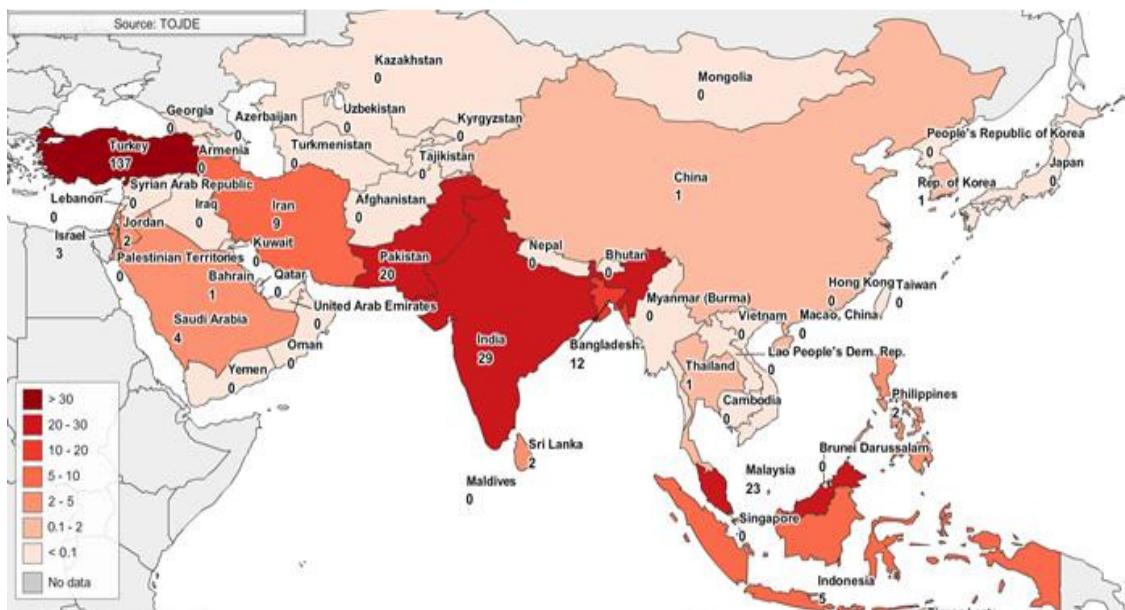 Source: TOJDE
Kazakhstan
0
Mongolia
0
Georgia
0
Azerbaijan
0
Uzbekistan
0
Kyrgyzstan
0
People's Republic of Korea
0
Turkey
137
Armenia
0
Turkmenistan
0
Tajikistan
0
Japan
0
China
1
Rep. of Korea
1
Syrian Arab Republic
0
Lebanon
0
Iraq
0
Iran
9
Afghanistan
0
Jordan
2
Israel
3
Kuwait
0
Palestinian Territories
0
Pakistan
20
Nepal
0
Bhutan
0
Bahrain
1
Qatar
0
Hong Kong
0
Taiwan
0
United Arab Emirates
0
Myanmar (Burma)
0
Vietnam
0
Macao, China
0
Saudi Arabia
4
India
29
Bangladesh
12
Oman
0
Lao People's Dem. Rep.
0
Yemen
0
Thailand
1
Cambodia
0
Philippines
2
Sri Lanka
2
Brunei Darussalam
0
Malaysia
23
Maldives
0
Singapore
0
Indonesia
5
> 30
20 - 30
10 - 20
5 - 10
2 - 5
0.1 - 2
< 0.1
No data